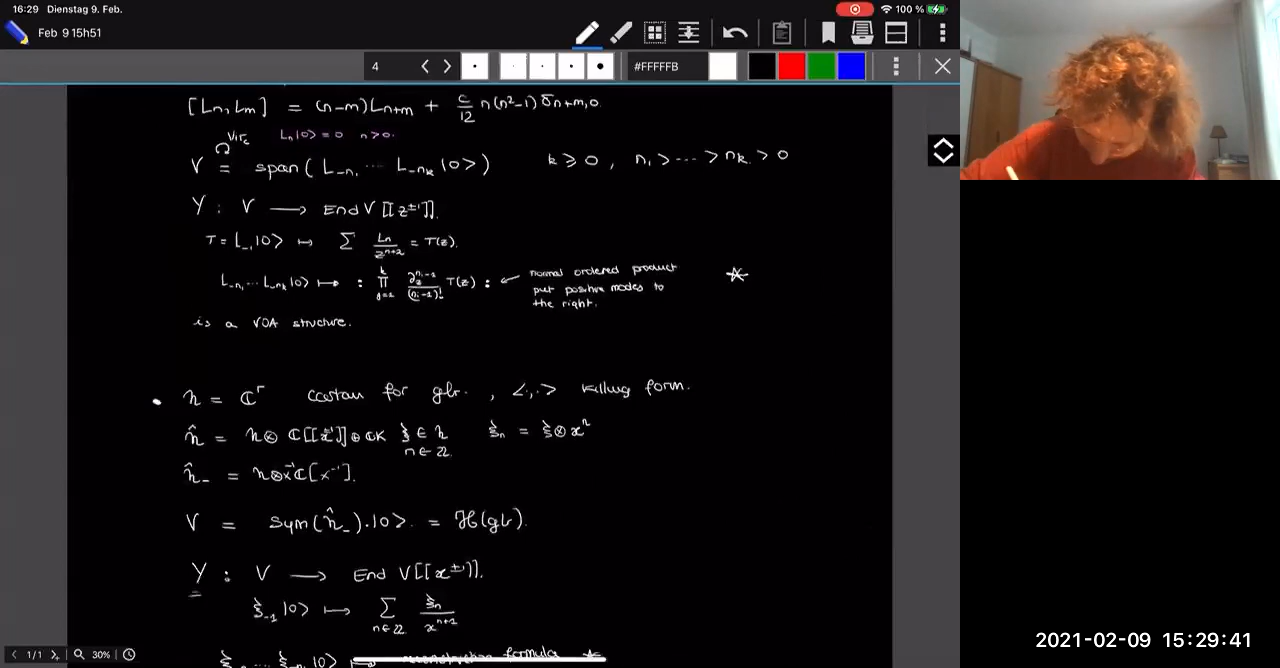 16:29 Dienstag 9. Feb.
100 %
Feb 9 15h51
4
#FFFFFB
[Ln, Lm] = (n-m)Ln+m + c/12 n(n²-1) δn+m,0.
Virc Ln|0> = 0 n>0.
V = span( L-n, ... L-nk |0> ) k ⩾ 0, n, > ... > nk > 0
Y : V → End V [[z±1]].
T = L-,|0> ↦ Σ Ln/z^n+2 = T(z).
L-n, ... L-nk|0> ↦ : k∏j=1 ∂z^ni-1/(ni-1)! T(z) : ← normal ordered product
put positive modes to
the right.
is a VOA structure.
• h = ℂ^r cartan for glr. , <·,·> killing form.
ĥ = h⊗ ℂ[[x±1]]⊕ℂK ξ ∈ h n∈ℤ ξn = ξ⊗x^n
ĥ- = h⊗x^-1ℂ[x^-1].
V = Sym(ĥ-).|0>. = H(glr).
Y : V → End V[[x±1]].
ξ-1|0> ↦ Σ n∈ℤ ξn/x^n+1
formula
1/1
30%
2021-02-09 15:29:41